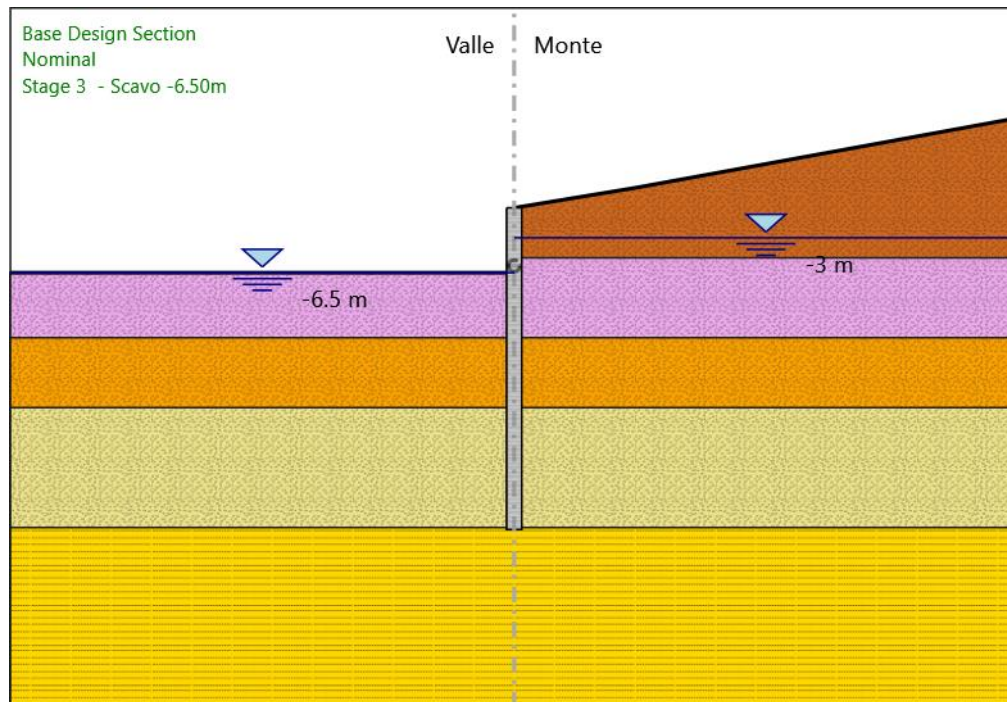 Base Design Section
Nominal
Stage 3  - Scavo -6.50m
Valle
Monte
-3 m
-6.5 m